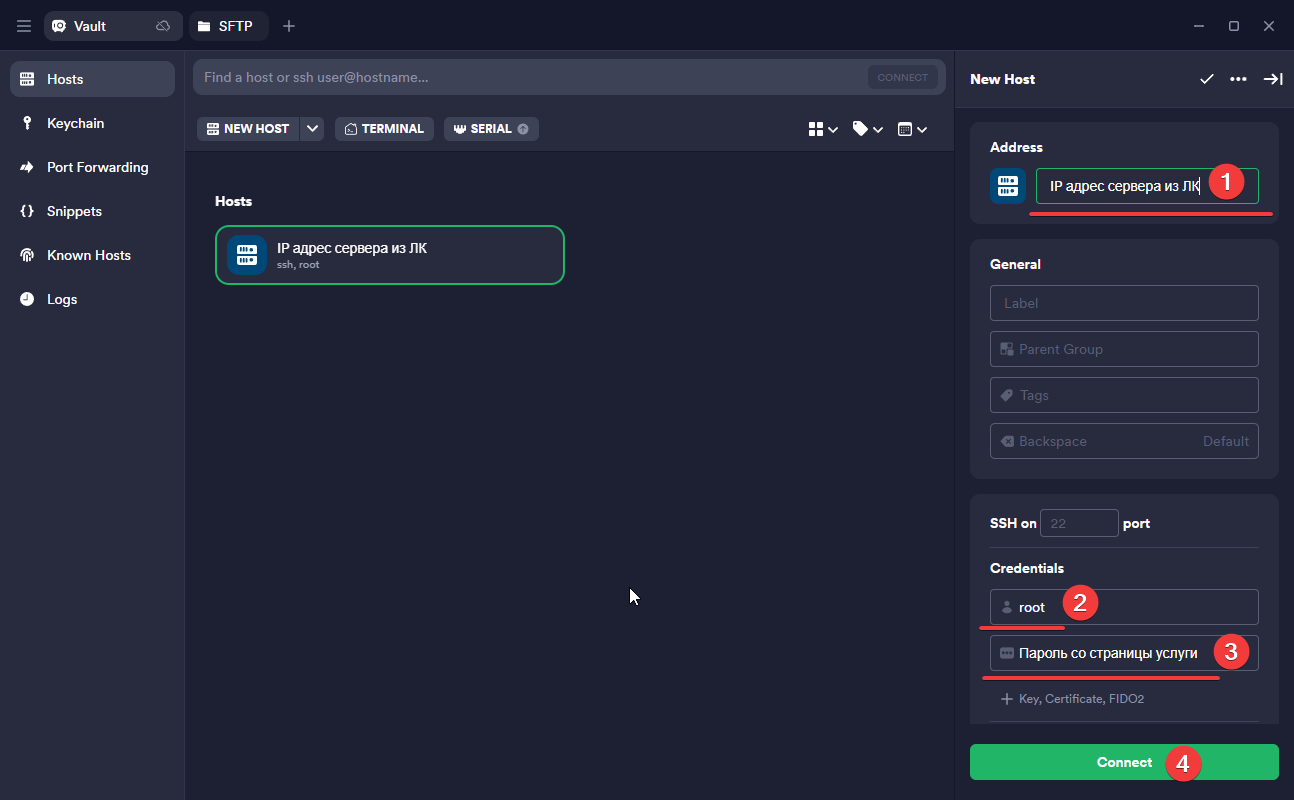 Vault
SFTP
Hosts
Keychain
Port Forwarding
Snippets
Known Hosts
Logs
Find a host or ssh user@hostname...
CONNECT
NEW HOST
TERMINAL
SERIAL
Hosts
IP адрес сервера из ЛК
ssh, root
New Host
Address
IP адрес сервера из ЛК
1
General
Label
Parent Group
Tags
Backspace Default
SSH on 22 port
Credentials
root
2
Пароль со страницы услуги
3
Key, Certificate, FIDO2
Connect
4